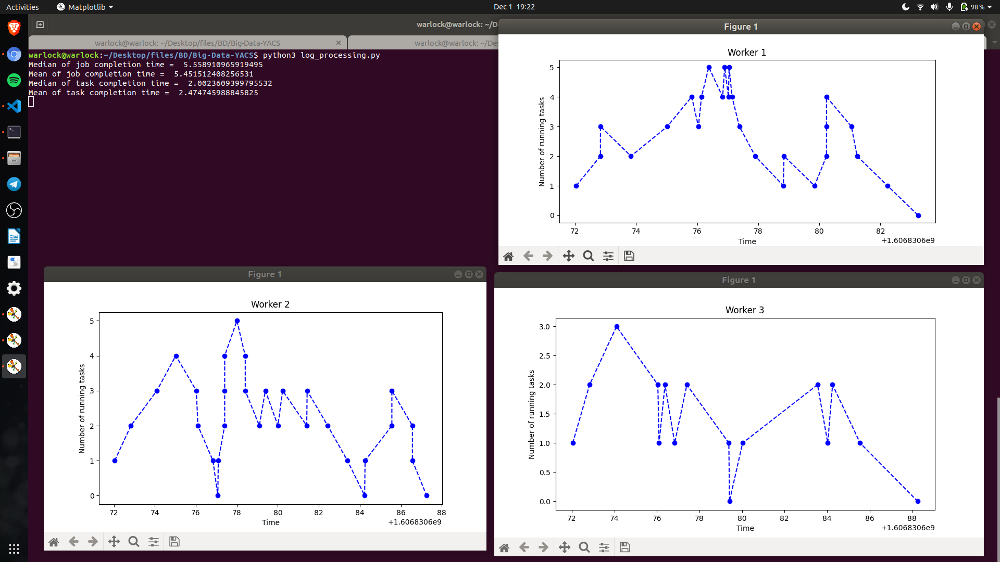 Activities
Matplotlib
Dec 1 19:22
98 %
warlock@warlock: ~/D
warlock@warlock: ~/Desktop/files/BD/Big-Data-YACS
warlock@warlock: ~/De
warlock@warlock:~/Desktop/files/BD/Big-Data-YACS$ python3 log_processing.py
Median of job completion time =  5.558910965919495
Mean of job completion time =  5.451512408256531
Median of task completion time =  2.0023609399795532
Mean of task completion time =  2.474745988845825
Figure 1
Worker 1
Number of running tasks
5
4
3
2
1
0
72 74 76 78 80 82
Time
+1.6068306e9
Figure 1
Worker 2
Number of running tasks
5
4
3
2
1
0
72 74 76 78 80 82 84 86 88
Time
+1.6068306e9
Figure 1
Worker 3
Number of running tasks
3.0
2.5
2.0
1.5
1.0
0.5
0.0
72 74 76 78 80 82 84 86 88
Time
+1.6068306e9